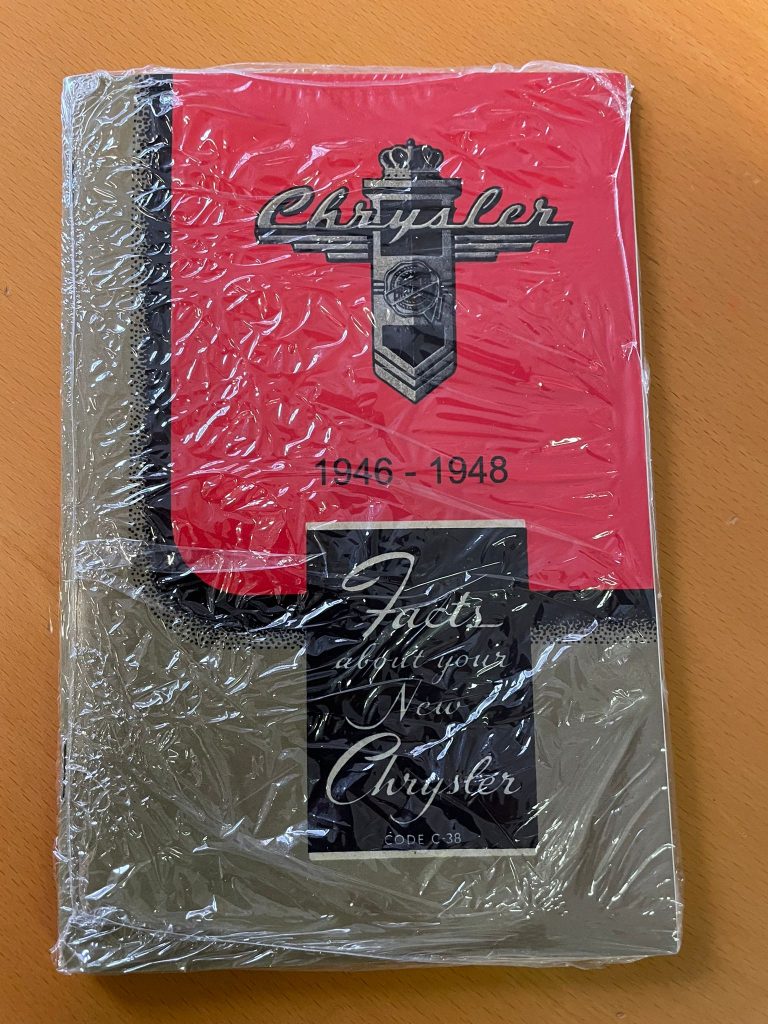 Chrysler
1946 - 1948
Facts
about your
New
Chrysler
CODE C-38